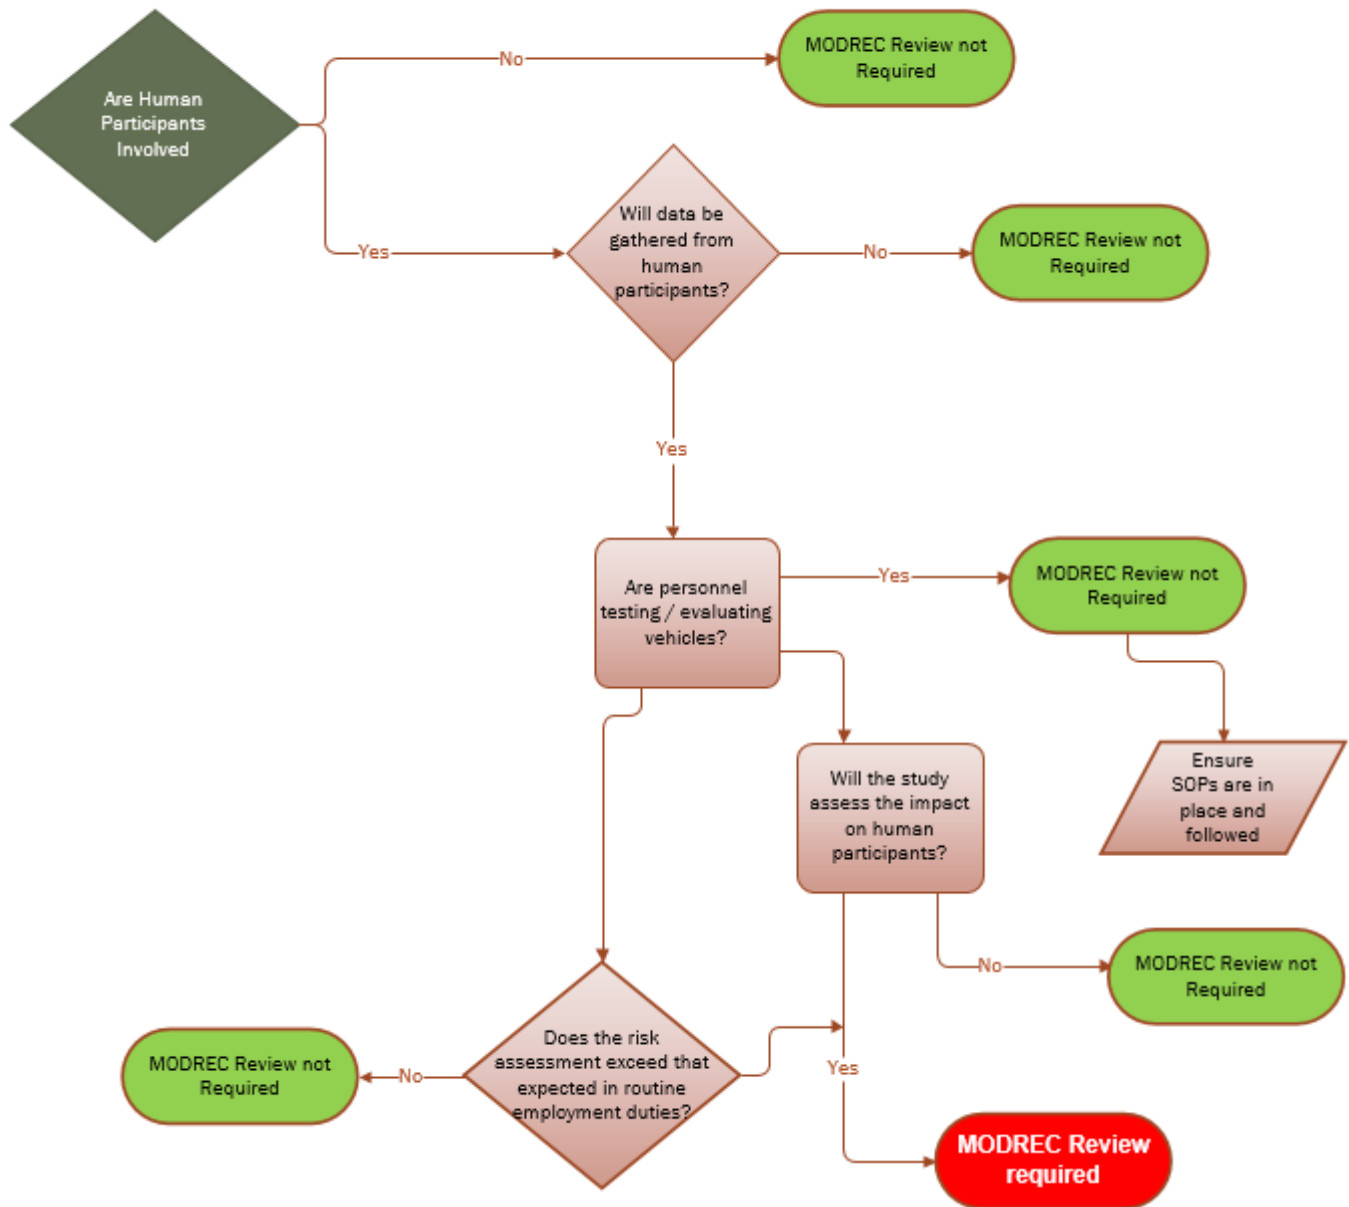 Are Human
Participants
Involved
No
MODREC Review not
Required
Yes
Will data be
gathered from
human
participants?
No
MODREC Review not
Required
Yes
Are personnel
testing / evaluating
vehicles?
Yes
MODREC Review not
Required
Ensure
SOPs are in
place and
followed
Will the study
assess the impact
on human
participants?
No
MODREC Review not
Required
Does the risk
assessment exceed that
expected in routine
employment duties?
No
MODREC Review not
Required
Yes
MODREC Review
required